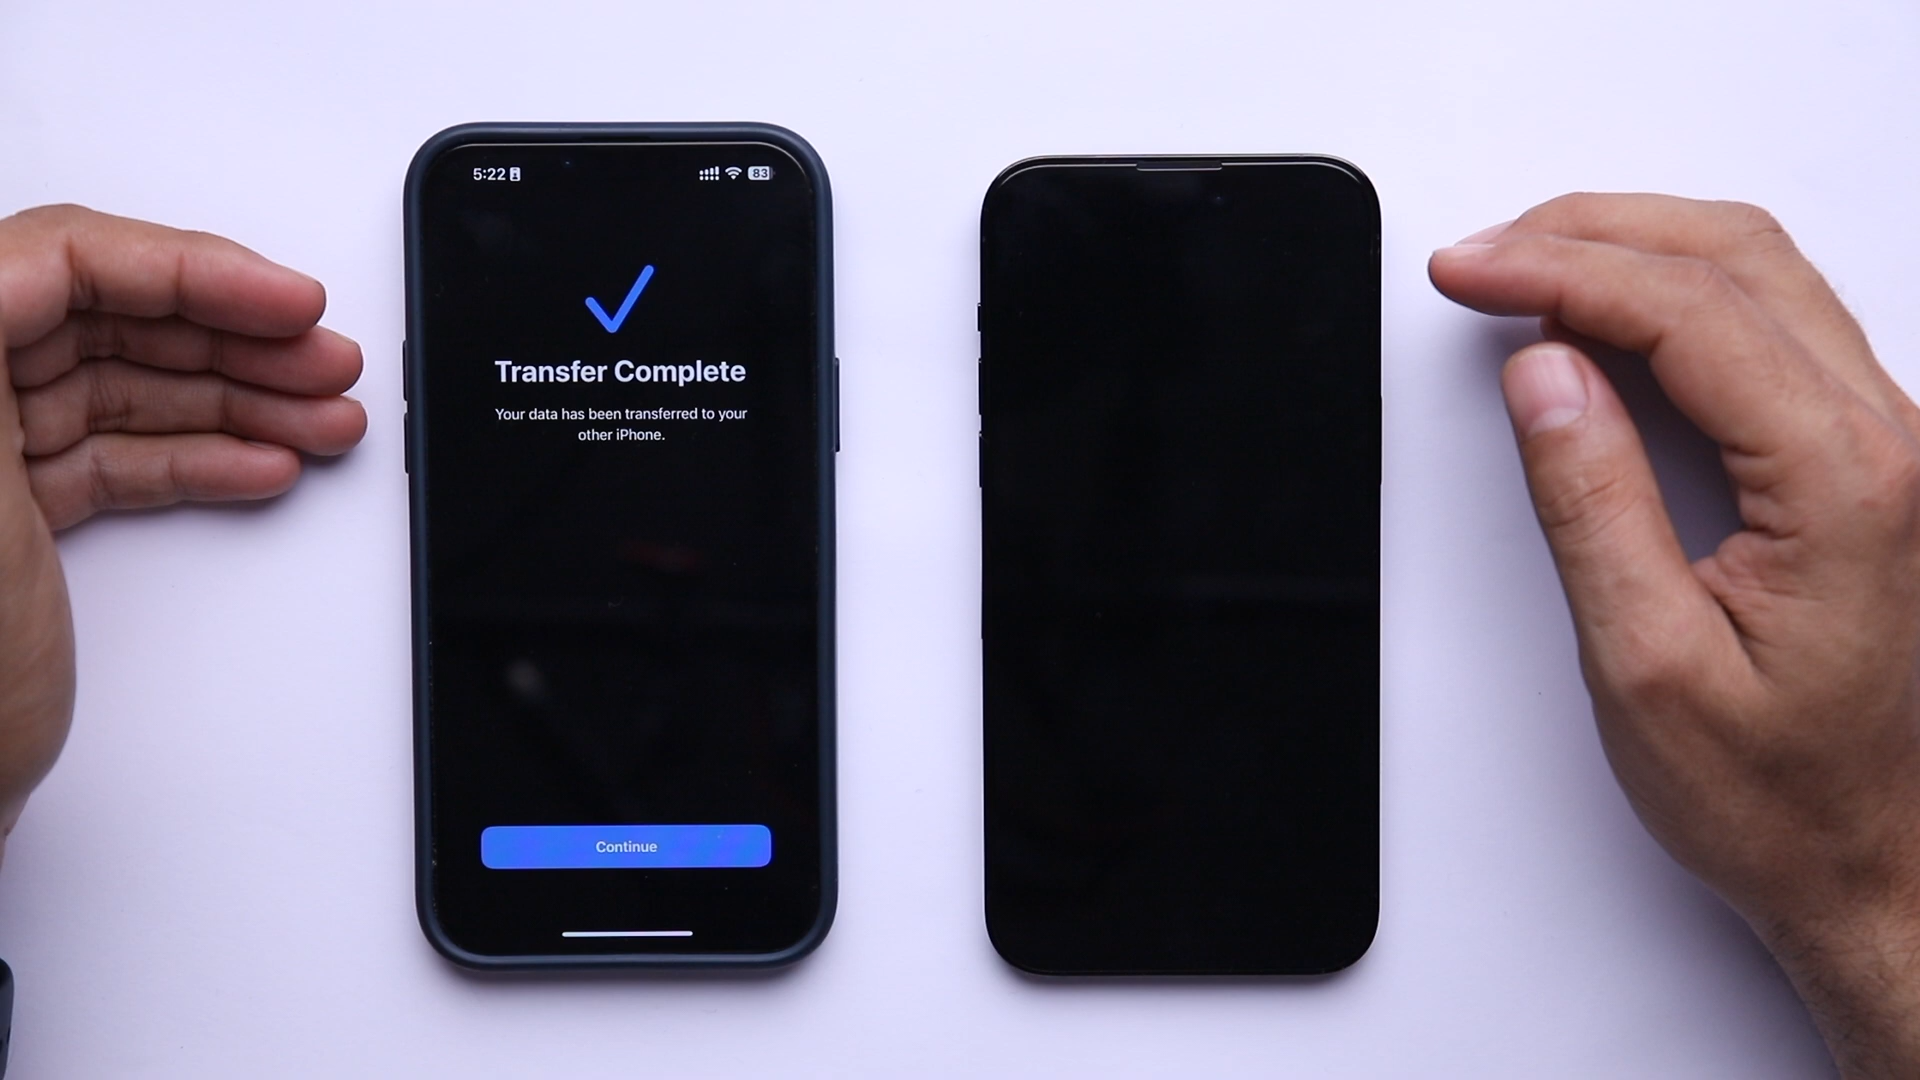 5:22
83
Transfer Complete
Your data has been transferred to your
other iPhone.
Continue